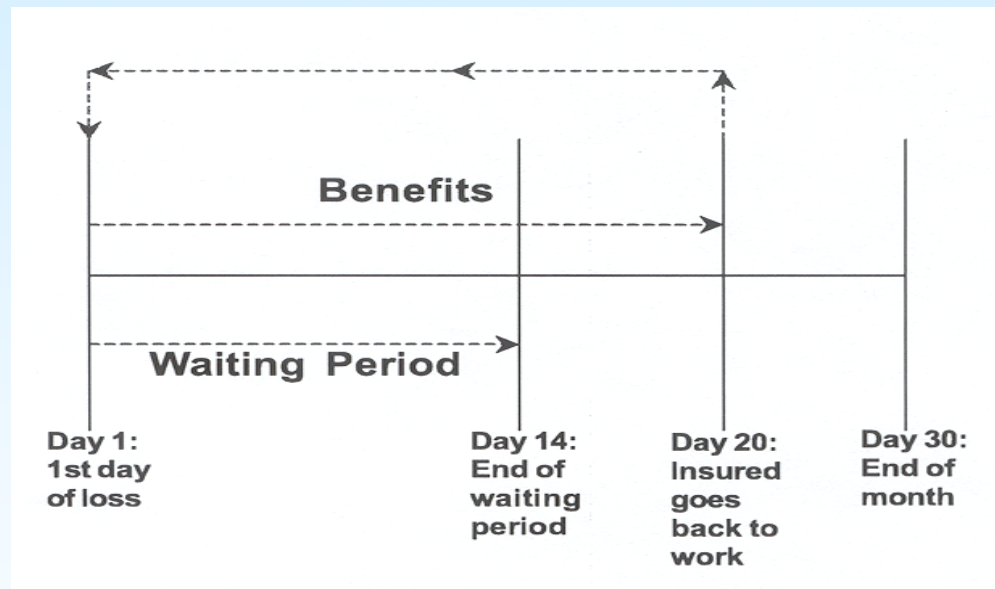 Benefits
Waiting Period
Day 1:
1st day
of loss
Day 14:
End of
waiting
period
Day 20:
Insured
goes
back to
work
Day 30:
End of
month